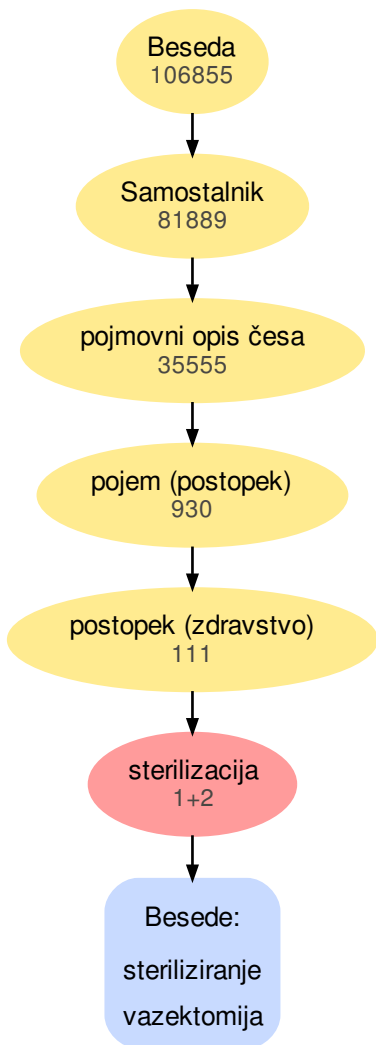 Beseda
106855
Samostalnik
81889
pojmovni opis česa
35555
pojem (postopek)
930
postopek (zdravstvo)
111
sterilizacija
1+2
Besede:
steriliziranje
vazektomija